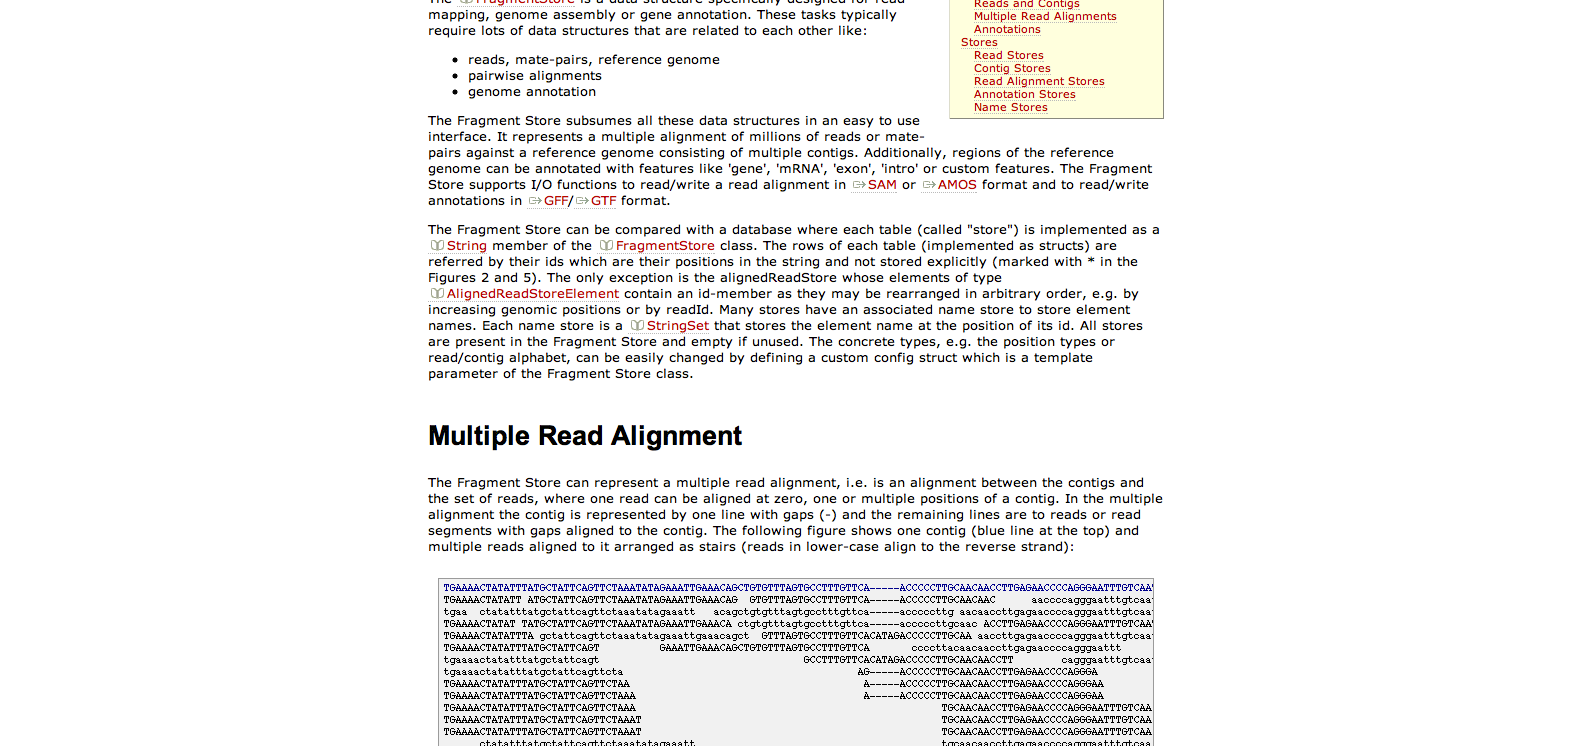 The FragmentStore is a data structure specifically designed for read
mapping, genome assembly or gene annotation. These tasks typically
require lots of data structures that are related to each other like:
reads, mate-pairs, reference genome
pairwise alignments
genome annotation
Reads and Contigs
Multiple Read Alignments
Annotations
Stores
Read Stores
Contig Stores
Read Alignment Stores
Annotation Stores
Name Stores
The Fragment Store subsumes all these data structures in an easy to use
interface. It represents a multiple alignment of millions of reads or mate-
pairs against a reference genome consisting of multiple contigs. Additionally, regions of the reference
genome can be annotated with features like 'gene', 'mRNA', 'exon', 'intro' or custom features. The Fragment
Store supports I/O functions to read/write a read alignment in SAM or AMOS format and to read/write
annotations in GFF/GTF format.
The Fragment Store can be compared with a database where each table (called "store") is implemented as a
String member of the FragmentStore class. The rows of each table (implemented as structs) are
referred by their ids which are their positions in the string and not stored explicitly (marked with * in the
Figures 2 and 5). The only exception is the alignedReadStore whose elements of type
AlignedReadStoreElement contain an id-member as they may be rearranged in arbitrary order, e.g. by
increasing genomic positions or by readId. Many stores have an associated name store to store element
names. Each name store is a StringSet that stores the element name at the position of its id. All stores
are present in the Fragment Store and empty if unused. The concrete types, e.g. the position types or
read/contig alphabet, can be easily changed by defining a custom config struct which is a template
parameter of the Fragment Store class.
Multiple Read Alignment
The Fragment Store can represent a multiple read alignment, i.e. is an alignment between the contigs and
the set of reads, where one read can be aligned at zero, one or multiple positions of a contig. In the multiple
alignment the contig is represented by one line with gaps (-) and the remaining lines are to reads or read
segments with gaps aligned to the contig. The following figure shows one contig (blue line at the top) and
multiple reads aligned to it arranged as stairs (reads in lower-case align to the reverse strand):
TGAAAACTATATTTATGCTATTCAGTTCTAAATATAGAAATTGAAACAGCTGTGTTTAGTGCCTTTGTTCA-----ACCCCCTTGCAACAACCTTGAGAACCCCAGGGAATTTGTCAA
TGAAAACTATATT ATGCTATTCAGTTCTAAATATAGAAATTGAAACAG GTGTTTAGTGCCTTTGTTCA-----ACCCCCTTGCAACAAC aaccccagggaatttgtcaa
tgaa ctatatttatgctattcagttctaaatatagaaatt acagctgtgtttagtgcctttgttca-----acccccttg aacaaccttgagaaccccagggaatttgtcaa
TGAAAACTATAT TATGCTATTCAGTTCTAAATATAGAAATTGAAACA ctgtgtttagtgcctttgttca-----acccccttgcaac ACCTTGAGAACCCCAGGGAATTTGTCAA
TGAAAACTATATTTA gctattcagttctaaatatagaaattgaaacagct GTTTAGTGCCTTTGTTCACATAGACCCCCTTGCAA aaccttgagaaccccagggaatttgtcaa
TGAAAACTATATTTATGCTATTCAGT GAAATTGAAACAGCTGTGTTTAGTGCCTTTGTTCA cccccttacaacaaccttgagaaccccagggaattt
tgaaaactatatttatgctattcagt GCCTTTGTTCACATAGACCCCCTTGCAACAACCTT cagggaatttgtcaa
tgaaaactatatttatgctattcagttcta AG-----ACCCCCTTGCAACAACCTTGAGAACCCCAGGGA
TGAAAACTATATTTATGCTATTCAGTTCTAA A-----ACCCCCTTGCAACAACCTTGAGAACCCCAGGGAA
TGAAAACTATATTTATGCTATTCAGTTCTAAA A-----ACCCCCTTGCAACAACCTTGAGAACCCCAGGGAA
TGAAAACTATATTTATGCTATTCAGTTCTAAA TGCAACAACCTTGAGAACCCCAGGGAATTTGTCAA
TGAAAACTATATTTATGCTATTCAGTTCTAAAT TGCAACAACCTTGAGAACCCCAGGGAATTTGTCAA
TGAAAACTATATTTATGCTATTCAGTTCTAAAT TGCAACAACCTTGAGAACCCCAGGGAATTTGTCAA
ctatatttatgctattcagttctaaatatagaaatt tgcaacaaccttgagaaccccagggaatttgtcaa